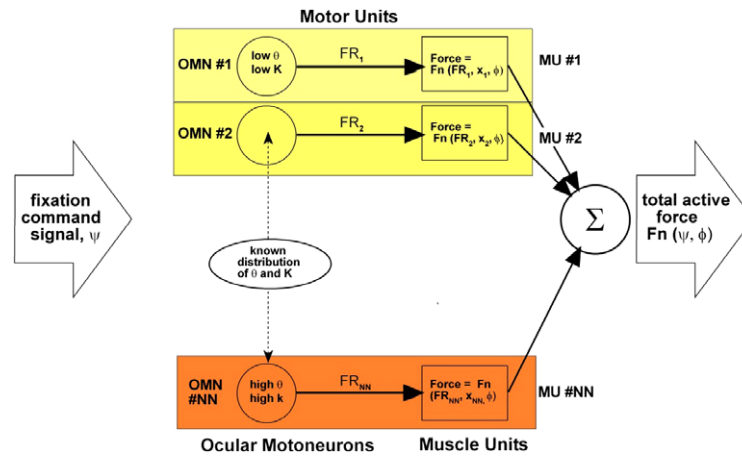 Motor Units
OMN #1
low θ
low K
FR1
Force =
Fn (FR1, x1, ϕ)
MU #1
OMN #2
FR2
Force =
Fn (FR2, x2, ϕ)
MU #2
fixation
command
signal, ψ
known
distribution
of θ and K
Σ
total active
force
Fn (ψ, ϕ)
OMN
#NN
high θ
high k
FRNN
Force = Fn
(FRNN, xNN, ϕ)
MU #NN
Ocular Motoneurons
Muscle Units